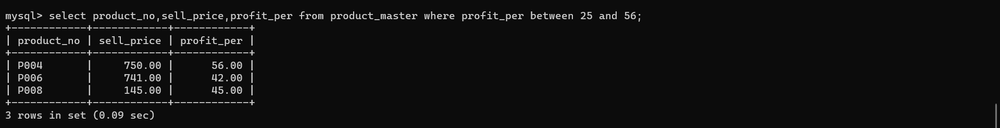 mysql> select product_no,sell_price,profit_per from product_master where profit_per between 25 and 56;
+------------+------------+------------+
| product_no | sell_price | profit_per |
+------------+------------+------------+
| P004       |     750.00 |      56.00 |
| P006       |     741.00 |      42.00 |
| P008       |     145.00 |      45.00 |
+------------+------------+------------+
3 rows in set (0.09 sec)